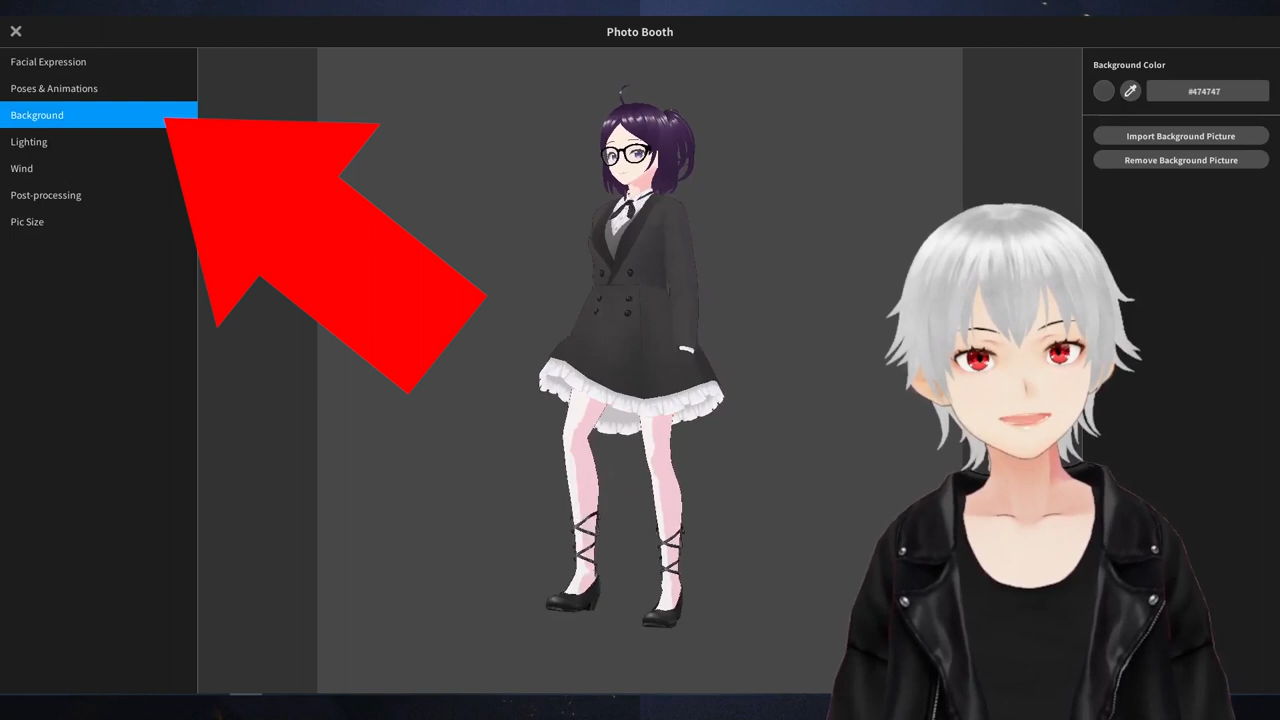 Photo Booth
Facial Expression
Poses & Animations
Background
Lighting
Wind
Post-processing
Pic Size
Background Color
#474747
Import Background Picture
Remove Background Picture